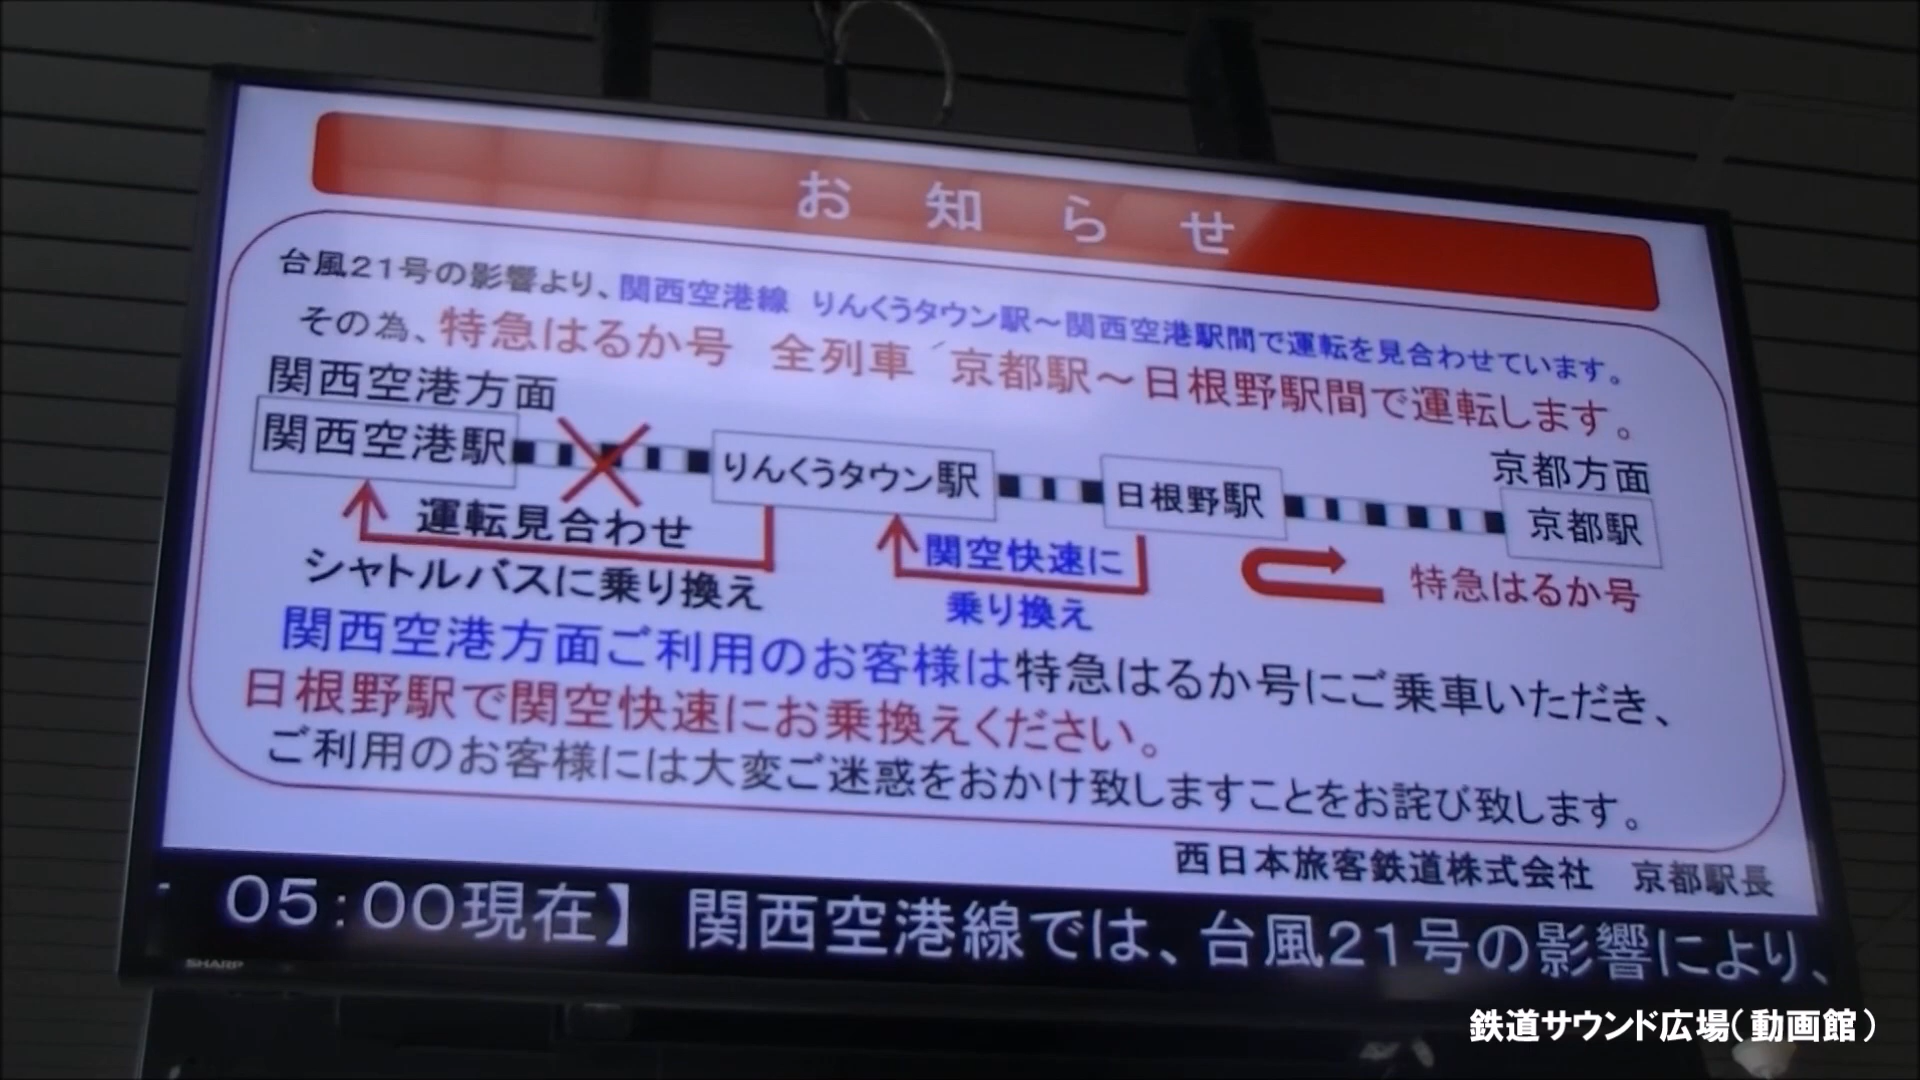 お知らせ
台風21号の影響より、関西空港線 りんくうタウン駅～関西空港駅間で運転を見合わせています。
その為、特急はるか号 全列車 京都駅～日根野駅間で運転します。
関西空港方面
京都方面
関西空港駅
りんくうタウン駅
日根野駅
京都駅
運転見合わせ
シャトルバスに乗り換え
関空快速に
乗り換え
特急はるか号
関西空港方面ご利用のお客様は特急はるか号にご乗車いただき、
日根野駅で関空快速にお乗換えください。
ご利用のお客様には大変ご迷惑をおかけ致しますことをお詫び致します。
西日本旅客鉄道株式会社 京都駅長
05:00現在】 関西空港線では、台風21号の影響により、
SHARP
鉄道サウンド広場(動画館)